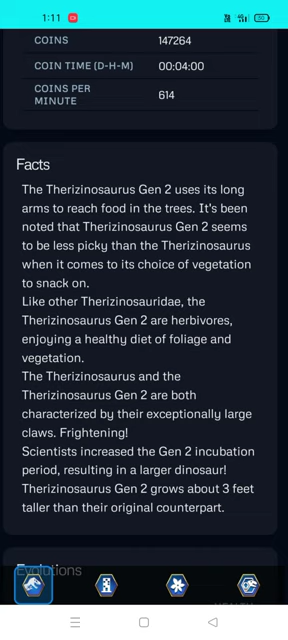 1:11
COINS 147264
COIN TIME (D-H-M) 00:04:00
COINS PER
MINUTE 614
Facts
The Therizinosaurus Gen 2 uses its long
arms to reach food in the trees. It's been
noted that Therizinosaurus Gen 2 seems
to be less picky than the Therizinosaurus
when it comes to its choice of vegetation
to snack on.
Like other Therizinosauridae, the
Therizinosaurus Gen 2 are herbivores,
enjoying a healthy diet of foliage and
vegetation.
The Therizinosaurus and the
Therizinosaurus Gen 2 are both
characterized by their exceptionally large
claws. Frightening!
Scientists increased the Gen 2 incubation
period, resulting in a larger dinosaur!
Therizinosaurus Gen 2 grows about 3 feet
taller than their original counterpart.
Evolutions